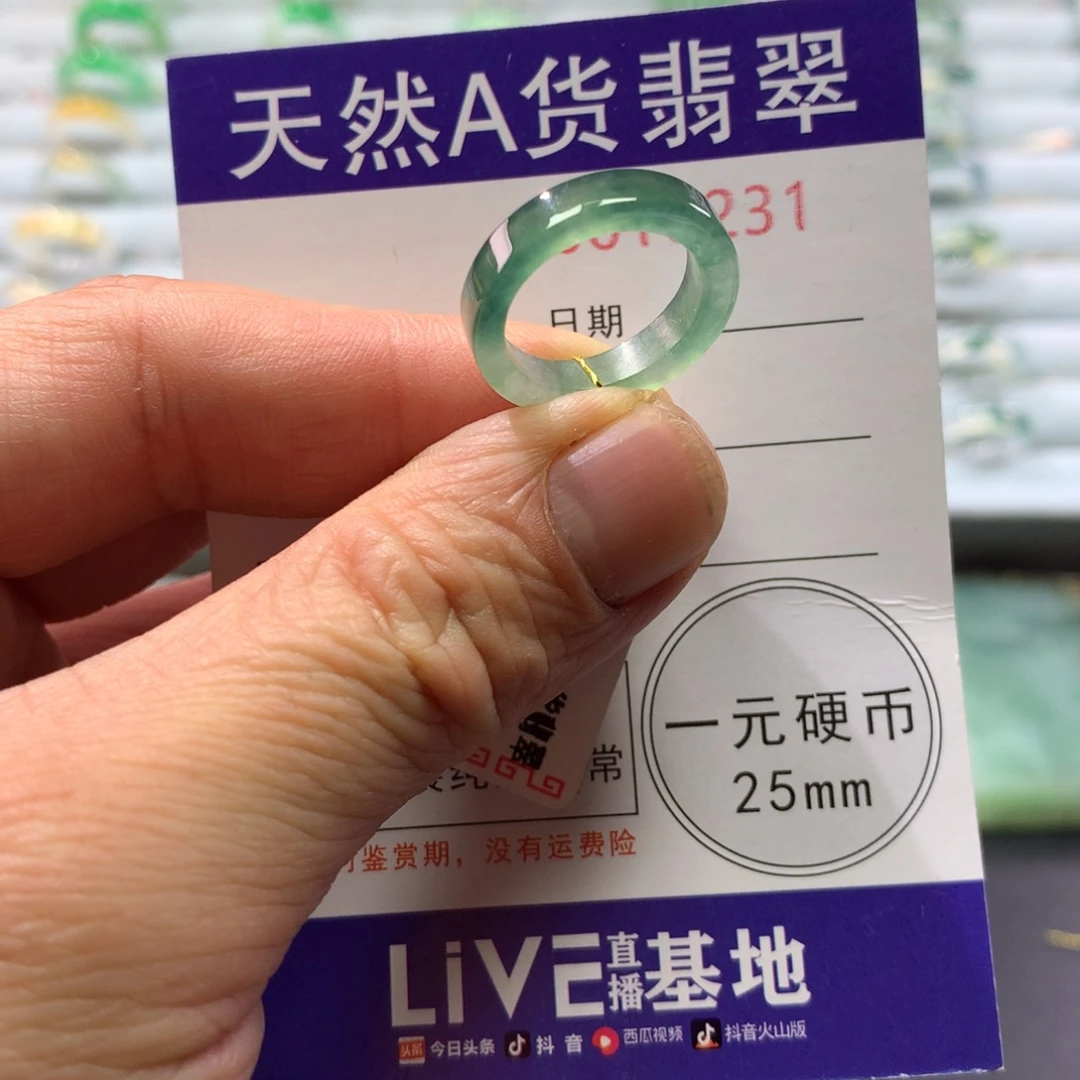 天然A货翡翠
231
日期
一元硬币
25mm
常
鉴赏期，没有运费险
LiVE直播基地
今日头条 抖音 西瓜视频 抖音火山版